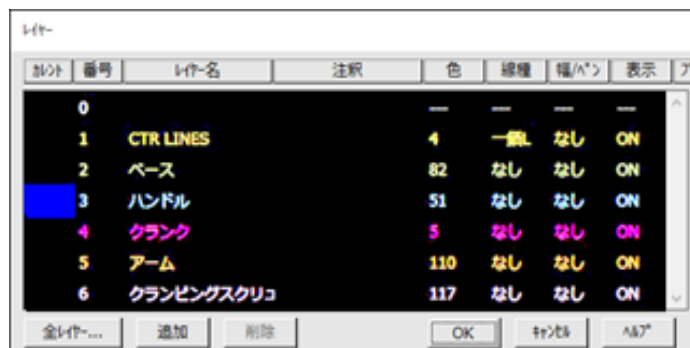 ﾚｲﾔｰ
ｶﾚﾝﾄ 番号 ﾚｲﾔｰ名 注釈 色 線種 幅/ﾍﾟﾝ 表示
0 --- --- --- ---
1 CTR LINES 4 一鎖L なし ON
2 ベース 82 なし なし ON
3 ハンドル 51 なし なし ON
4 クランク 5 なし なし ON
5 アーム 110 なし なし ON
6 クランピングスクリュ 117 なし なし ON
全ﾚｲﾔｰ... 追加 削除 OK ｷｬﾝｾﾙ ﾍﾙﾌﾟ